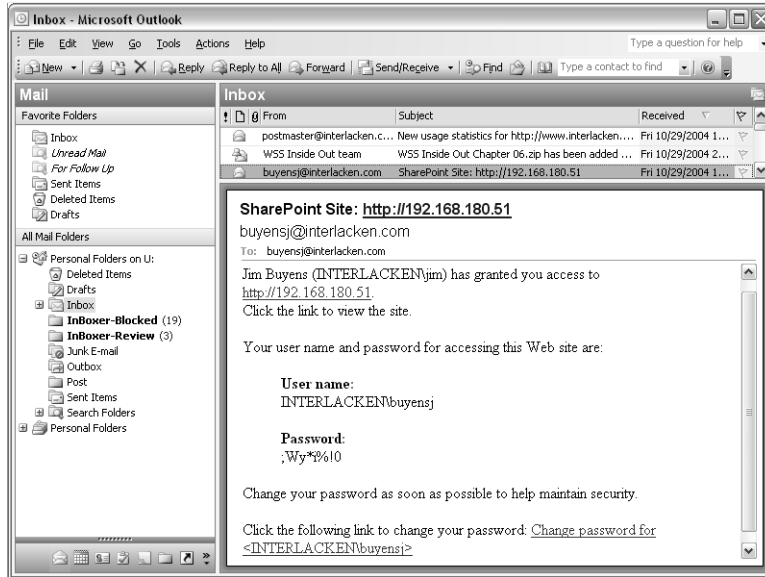 Inbox - Microsoft Outlook
File Edit View Go Tools Actions Help Type a question for help
New Reply Reply to All Forward Send/Receive Find Type a contact to find
Mail
Favorite Folders
Inbox
Unread Mail
For Follow Up
Sent Items
Deleted Items
Drafts
All Mail Folders
Personal Folders on U:
Deleted Items
Drafts
Inbox
InBoxer-Blocked (19)
InBoxer-Review (3)
Junk E-mail
Outbox
Post
Sent Items
Search Folders
Personal Folders
Inbox
From Subject Received
postmaster@interlacken.c... New usage statistics for http://www.interlacken.... Fri 10/29/2004 1...
WSS Inside Out team WSS Inside Out Chapter 06.zip has been added ... Fri 10/29/2004 2...
buyensj@interlacken.com SharePoint Site: http://192.168.180.51 Fri 10/29/2004 1...
SharePoint Site: http://192.168.180.51
buyensj@interlacken.com
To: buyensj@interlacken.com
Jim Buyens (INTERLACKEN\jim) has granted you access to
http://192.168.180.51.
Click the link to view the site.
Your user name and password for accessing this Web site are:
User name:
INTERLACKEN\buyensj
Password:
;Wy*i%!0
Change your password as soon as possible to help maintain security.
Click the following link to change your password: Change password for
<INTERLACKEN\buyensj>